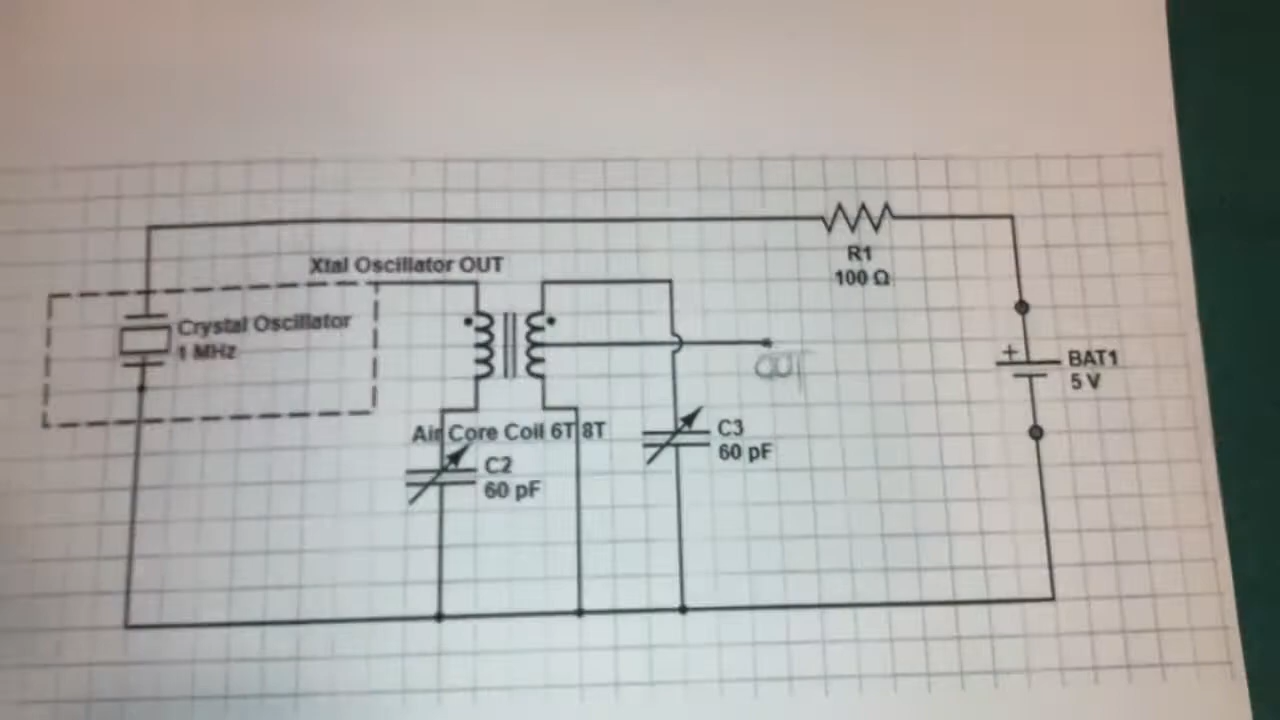 R1
100 Ω
Xtal Oscillator OUT
Crystal Oscillator
1 MHz
+
BAT1
5 V
OUT
Air Core Coil 6T 8T
C3
60 pF
C2
60 pF